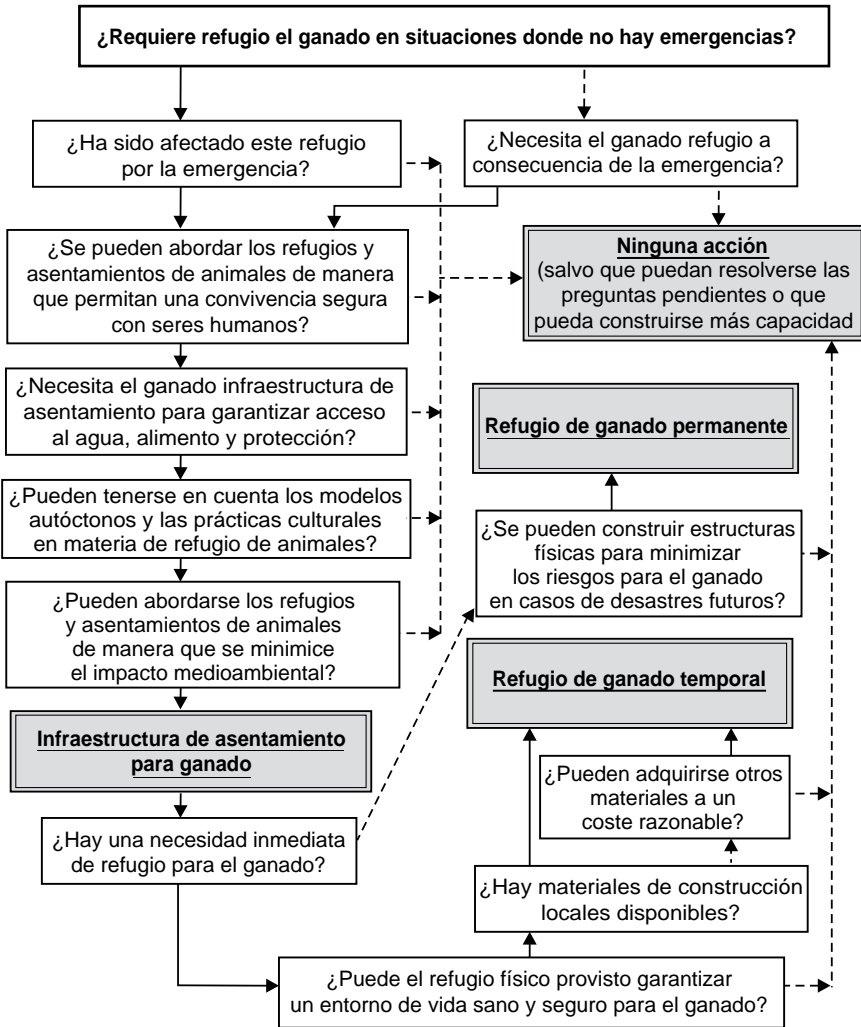 ¿Requiere refugio el ganado en situaciones donde no hay emergencias?
¿Ha sido afectado este refugio
por la emergencia?
¿Necesita el ganado refugio a
consecuencia de la emergencia?
¿Se pueden abordar los refugios y
asentamientos de animales de manera
que permitan una convivencia segura
con seres humanos?
Ninguna acción
(salvo que puedan resolverse las
preguntas pendientes o que
pueda construirse más capacidad
¿Necesita el ganado infraestructura de
asentamiento para garantizar acceso
al agua, alimento y protección?
Refugio de ganado permanente
¿Pueden tenerse en cuenta los modelos
autóctonos y las prácticas culturales
en materia de refugio de animales?
¿Se pueden construir estructuras
físicas para minimizar
los riesgos para el ganado
en casos de desastres futuros?
¿Pueden abordarse los refugios
y asentamientos de animales
de manera que se minimice
el impacto medioambiental?
Refugio de ganado temporal
Infraestructura de asentamiento
para ganado
¿Pueden adquirirse otros
materiales a un
coste razonable?
¿Hay una necesidad inmediata
de refugio para el ganado?
¿Hay materiales de construcción
locales disponibles?
¿Puede el refugio físico provisto garantizar
un entorno de vida sano y seguro para el ganado?